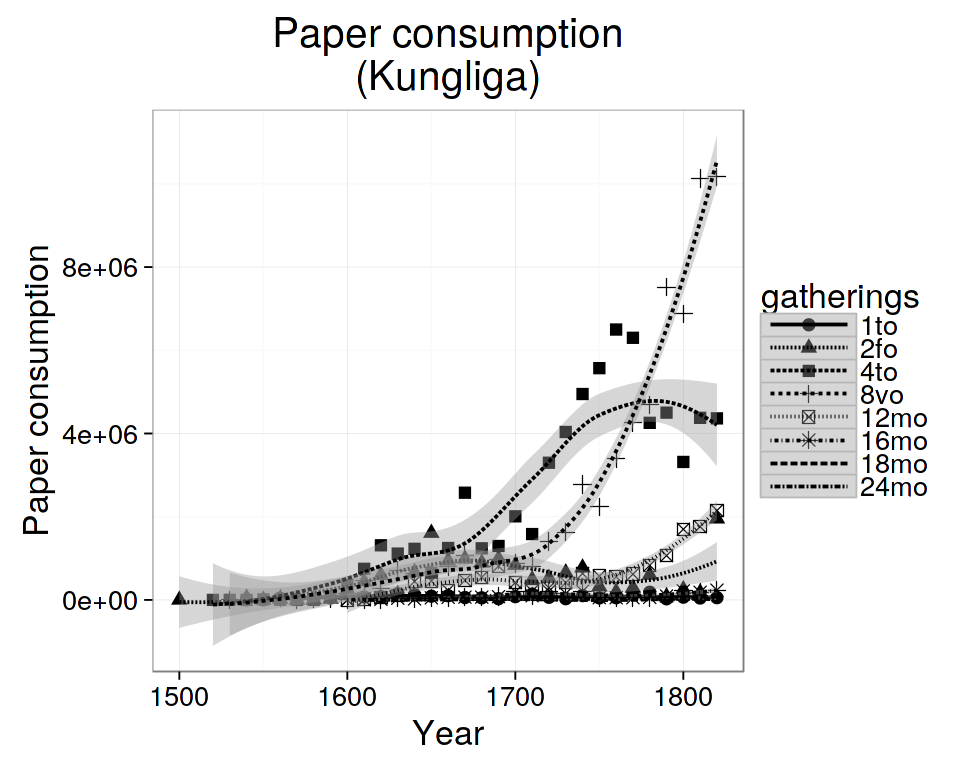 Paper consumption
(Kungliga)
Paper consumption
8e+06
4e+06
0e+00
1500
1600
1700
1800
Year
gatherings
1to
2fo
4to
8vo
12mo
16mo
18mo
24mo